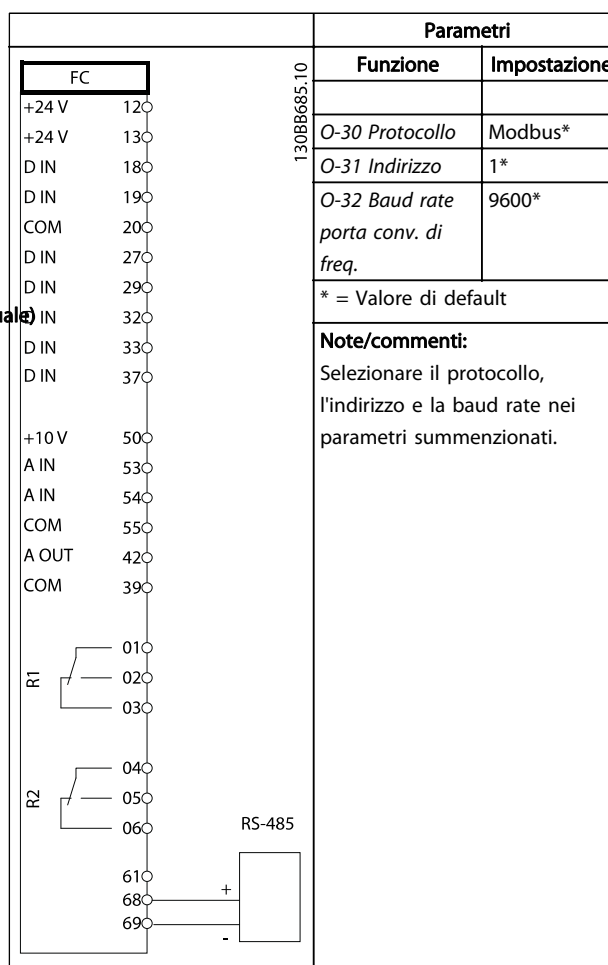 Parametri
Funzione Impostazione
O-30 Protocollo Modbus*
O-31 Indirizzo 1*
O-32 Baud rate 9600*
porta conv. di
freq.
* = Valore di default
Note/commenti:
Selezionare il protocollo,
l'indirizzo e la baud rate nei
parametri summenzionati.
130BB685.10
FC
+24 V 12
+24 V 13
D IN 18
D IN 19
COM 20
D IN 27
D IN 29
uale)
D IN 32
D IN 33
D IN 37
+10 V 50
A IN 53
A IN 54
COM 55
A OUT 42
COM 39
R1
01
02
03
R2
04
05
06
RS-485
61
68 +
69 -